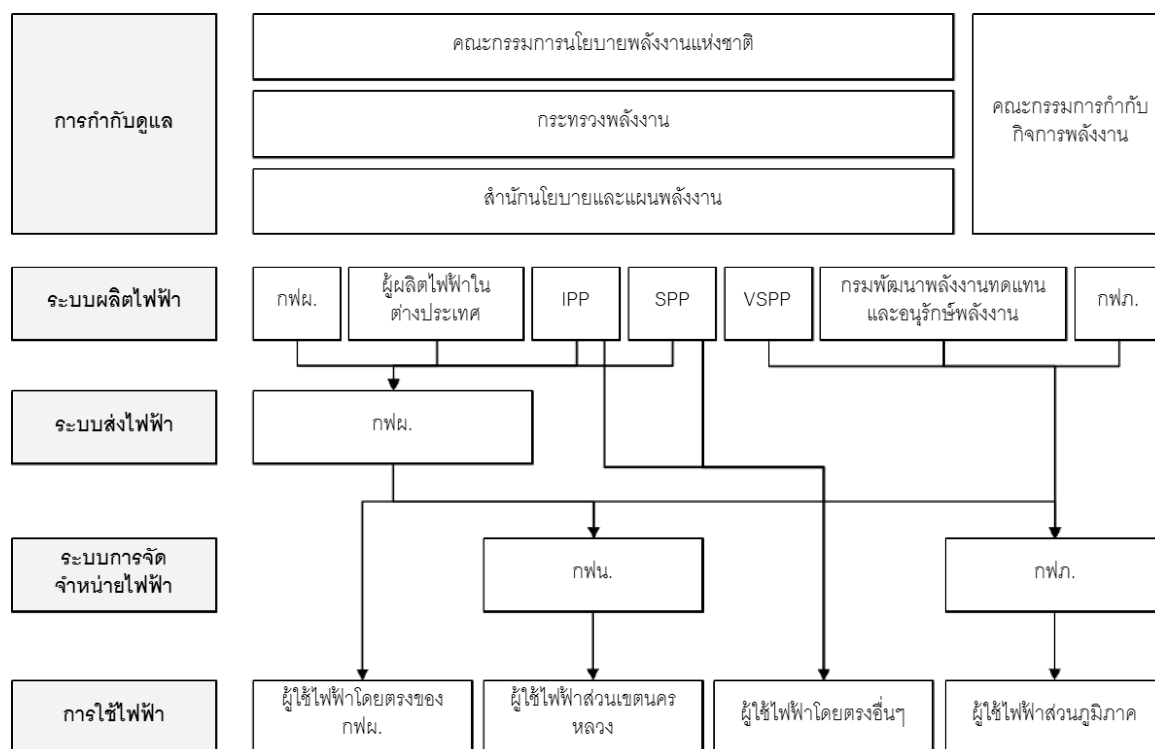 การกำกับดูแล
คณะกรรมการนโยบายพลังงานแห่งชาติ
กระทรวงพลังงาน
สำนักนโยบายและแผนพลังงาน
คณะกรรมการกำกับ
กิจการพลังงาน
ระบบผลิตไฟฟ้า
กฟผ.
ผู้ผลิตไฟฟ้าใน
ต่างประเทศ
IPP
SPP
VSPP
กรมพัฒนาพลังงานทดแทน
และอนุรักษ์พลังงาน
กฟภ.
ระบบส่งไฟฟ้า
กฟผ.
ระบบการจัด
จำหน่ายไฟฟ้า
กฟน.
กฟภ.
การใช้ไฟฟ้า
ผู้ใช้ไฟฟ้าโดยตรงของ
กฟผ.
ผู้ใช้ไฟฟ้าส่วนเขตนคร
หลวง
ผู้ใช้ไฟฟ้าโดยตรงอื่นๆ
ผู้ใช้ไฟฟ้าส่วนภูมิภาค